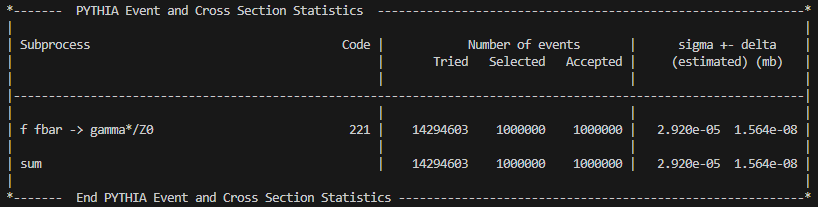 *-------  PYTHIA Event and Cross Section Statistics  -------------------------------------------------------------*
|                                                                                                                 |
| Subprocess                                    Code |            Number of events       |      sigma +- delta    |
|                                                    |       Tried   Selected   Accepted |     (estimated) (mb)   |
|                                                    |                                   |                        |
|-----------------------------------------------------------------------------------------------------------------|
|                                                    |                                   |                        |
| f fbar -> gamma*/Z0                            221 |    14294603    1000000    1000000 |   2.920e-05  1.564e-08 |
|                                                    |                                   |                        |
| sum                                                |    14294603    1000000    1000000 |   2.920e-05  1.564e-08 |
|                                                                                                                 |
*-------  End PYTHIA Event and Cross Section Statistics ----------------------------------------------------------*